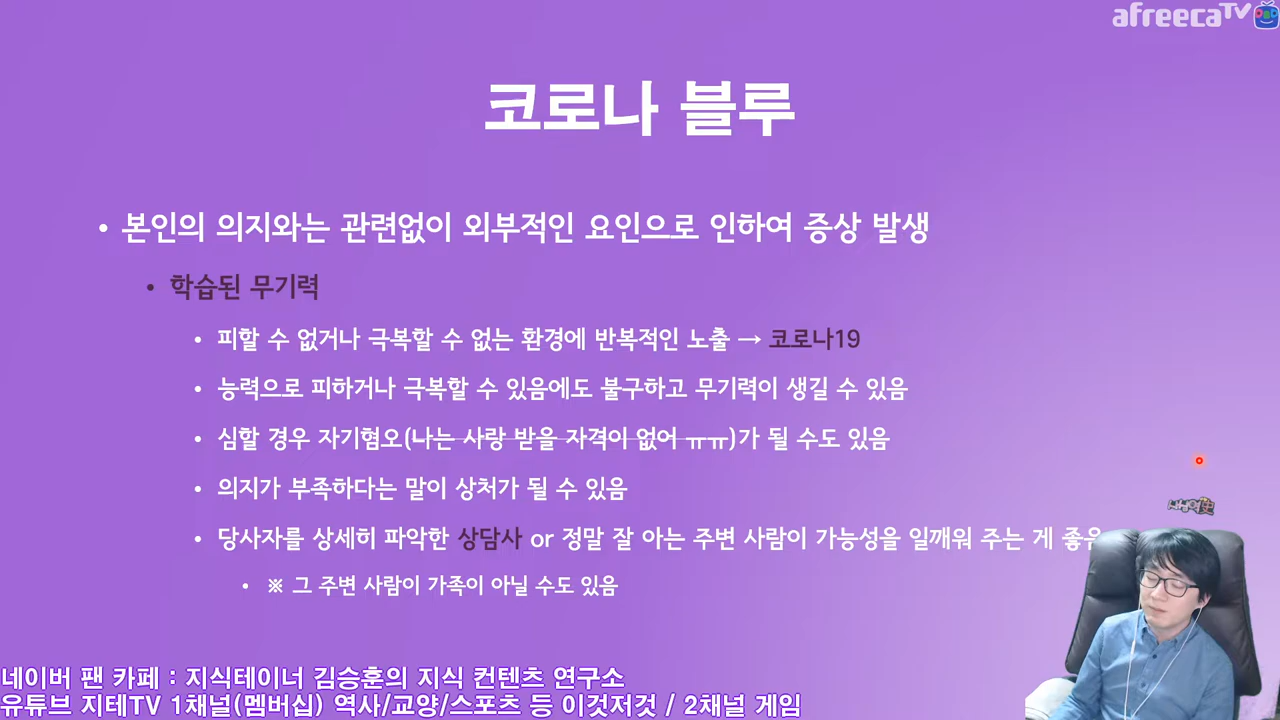 afreecaTV
코로나 블루
• 본인의 의지와는 관련없이 외부적인 요인으로 인하여 증상 발생
• 학습된 무기력
• 피할 수 없거나 극복할 수 없는 환경에 반복적인 노출 → 코로나19
• 능력으로 피하거나 극복할 수 있음에도 불구하고 무기력이 생길 수 있음
• 심할 경우 자기혐오(나는 사랑 받을 자격이 없어 ㅠㅠ)가 될 수도 있음
• 의지가 부족하다는 말이 상처가 될 수 있음
• 당사자를 상세히 파악한 상담사 or 정말 잘 아는 주변 사람이 가능성을 일깨워 주는 게 좋음
• ※ 그 주변 사람이 가족이 아닐 수도 있음
네이버 팬 카페 : 지식테이너 김승훈의 지식 컨텐츠 연구소
유튜브 지테TV 1채널(멤버십) 역사/교양/스포츠 등 이것저것 / 2채널 게임